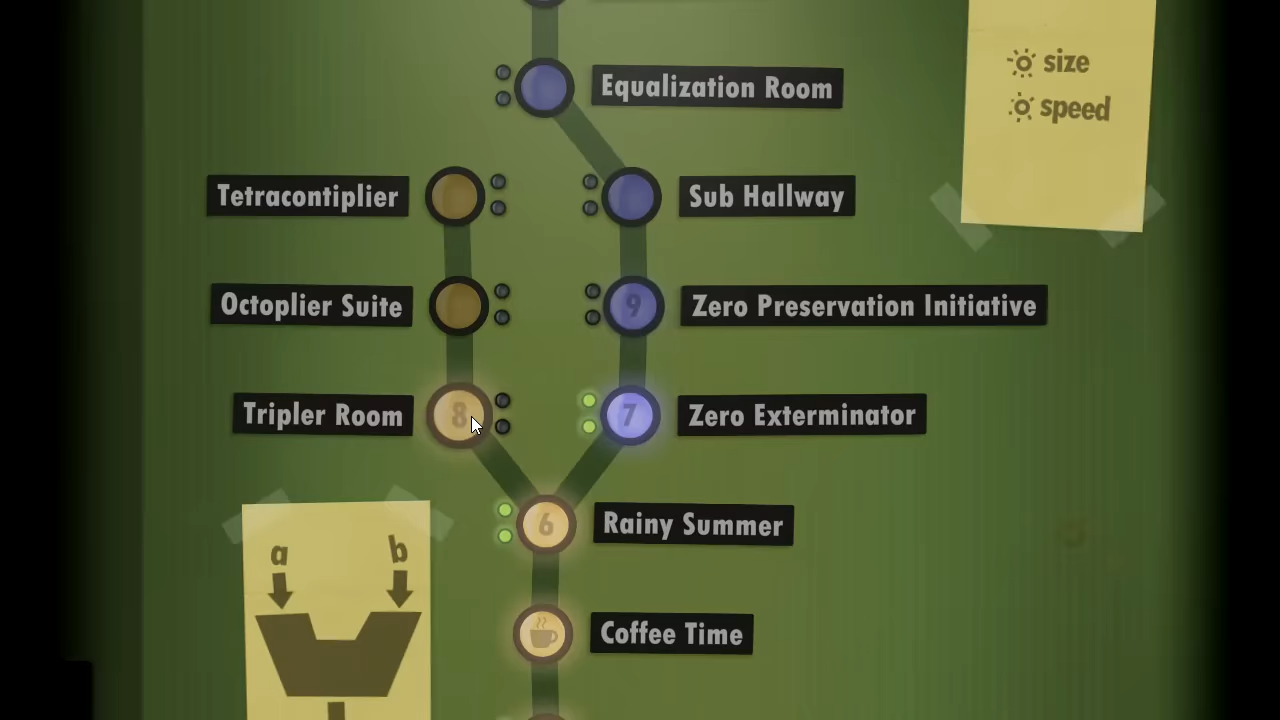 size
speed
Equalization Room
Tetracontiplier
Sub Hallway
Octoplier Suite
9
Zero Preservation Initiative
Tripler Room
8
7
Zero Exterminator
6
Rainy Summer
a
b
Coffee Time